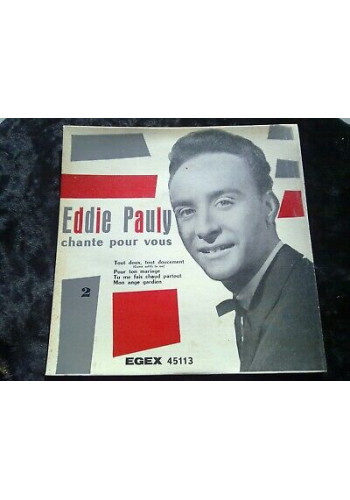 Eddie Pauly
chante pour vous
Tout doux, tout doucement
Pour ton mariage
Tu me fais chaud partout
Mon ange gardien
2
EGEX 45113